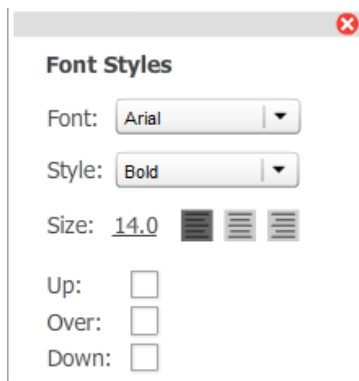 Font Styles
Font: Arial
Style: Bold
Size: 14.0
Up:
Over:
Down: